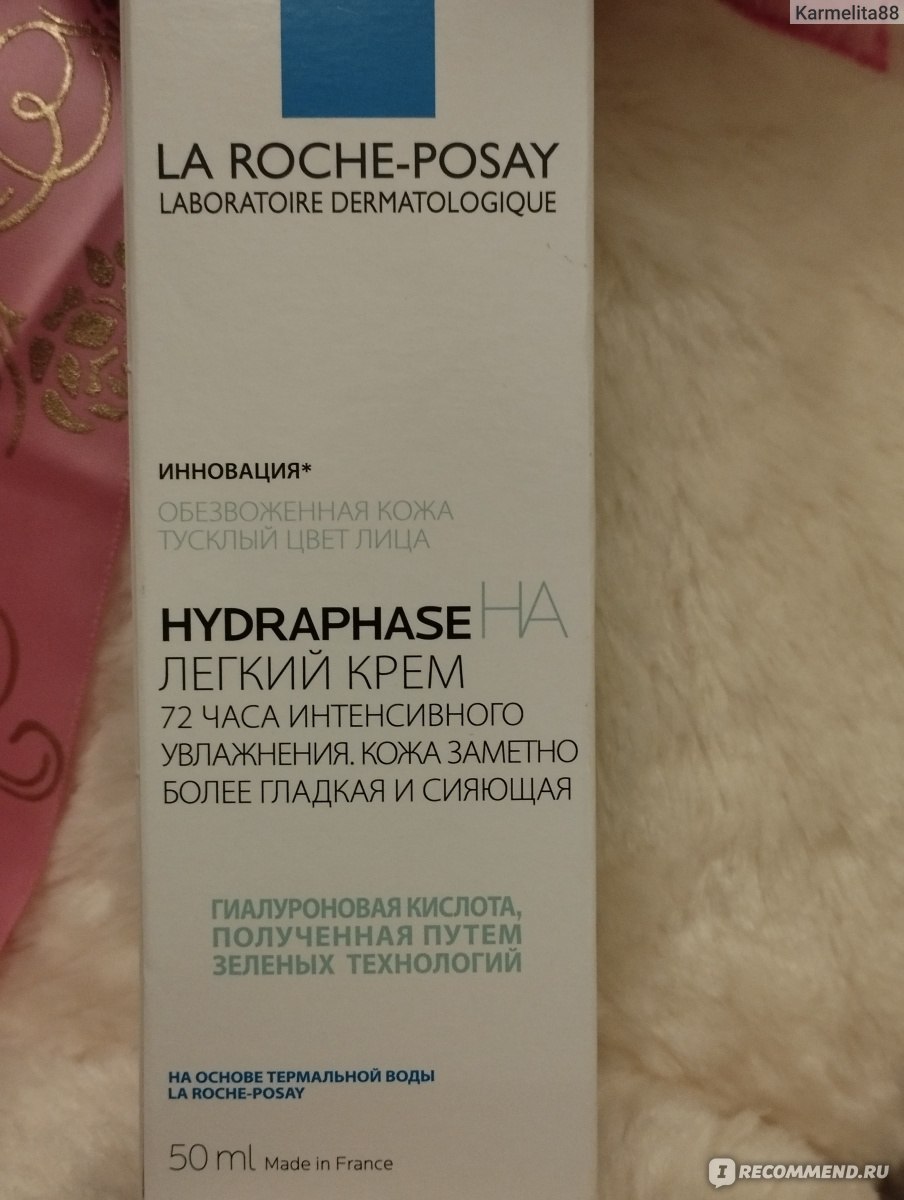 Karmelita88
LA ROCHE-POSAY
LABORATOIRE DERMATOLOGIQUE
ИННОВАЦИЯ*
ОБЕЗВОЖЕННАЯ КОЖА
ТУСКЛЫЙ ЦВЕТ ЛИЦА
HYDRAPHASE HA
ЛЕГКИЙ КРЕМ
72 ЧАСА ИНТЕНСИВНОГО
УВЛАЖНЕНИЯ. КОЖА ЗАМЕТНО
БОЛЕЕ ГЛАДКАЯ И СИЯЮЩАЯ
ГИАЛУРОНОВАЯ КИСЛОТА,
ПОЛУЧЕННАЯ ПУТЕМ
ЗЕЛЕНЫХ ТЕХНОЛОГИЙ
НА ОСНОВЕ ТЕРМАЛЬНОЙ ВОДЫ
LA ROCHE-POSAY
50 ml Made in France
IRECOMMEND.RU